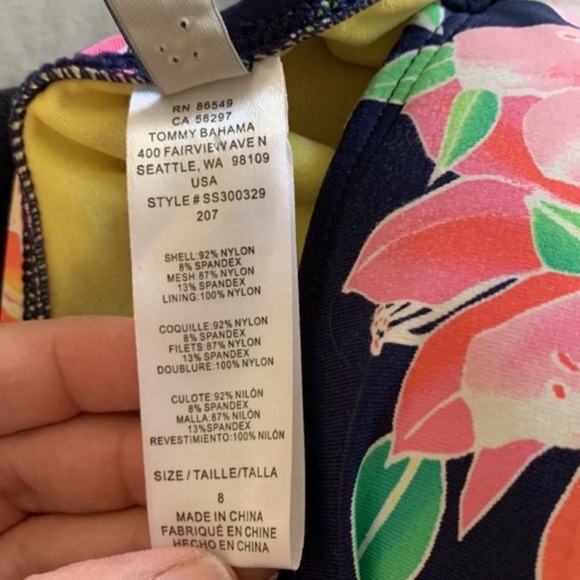 RN 86549
CA 58297
TOMMY BAHAMA
400 FAIRVIEW AVE N
SEATTLE, WA 98109
USA
STYLE # SS300329
207
SHELL:92% NYLON
8% SPANDEX
MESH:87% NYLON
13% SPANDEX
LINING:100% NYLON
COQUILLE:92% NYLON
8% SPANDEX
FILETS:87% NYLON
13% SPANDEX
DOUBLURE:100% NYLON
CULOTE:92% NILÓN
8% SPANDEX
MALLA:87% NILÓN
13%SPANDEX
REVESTIMIENTO:100% NILÓN
SIZE/TAILLE/TALLA
8
MADE IN CHINA
FABRIQUÉ EN CHINE
HECHO EN CHINA